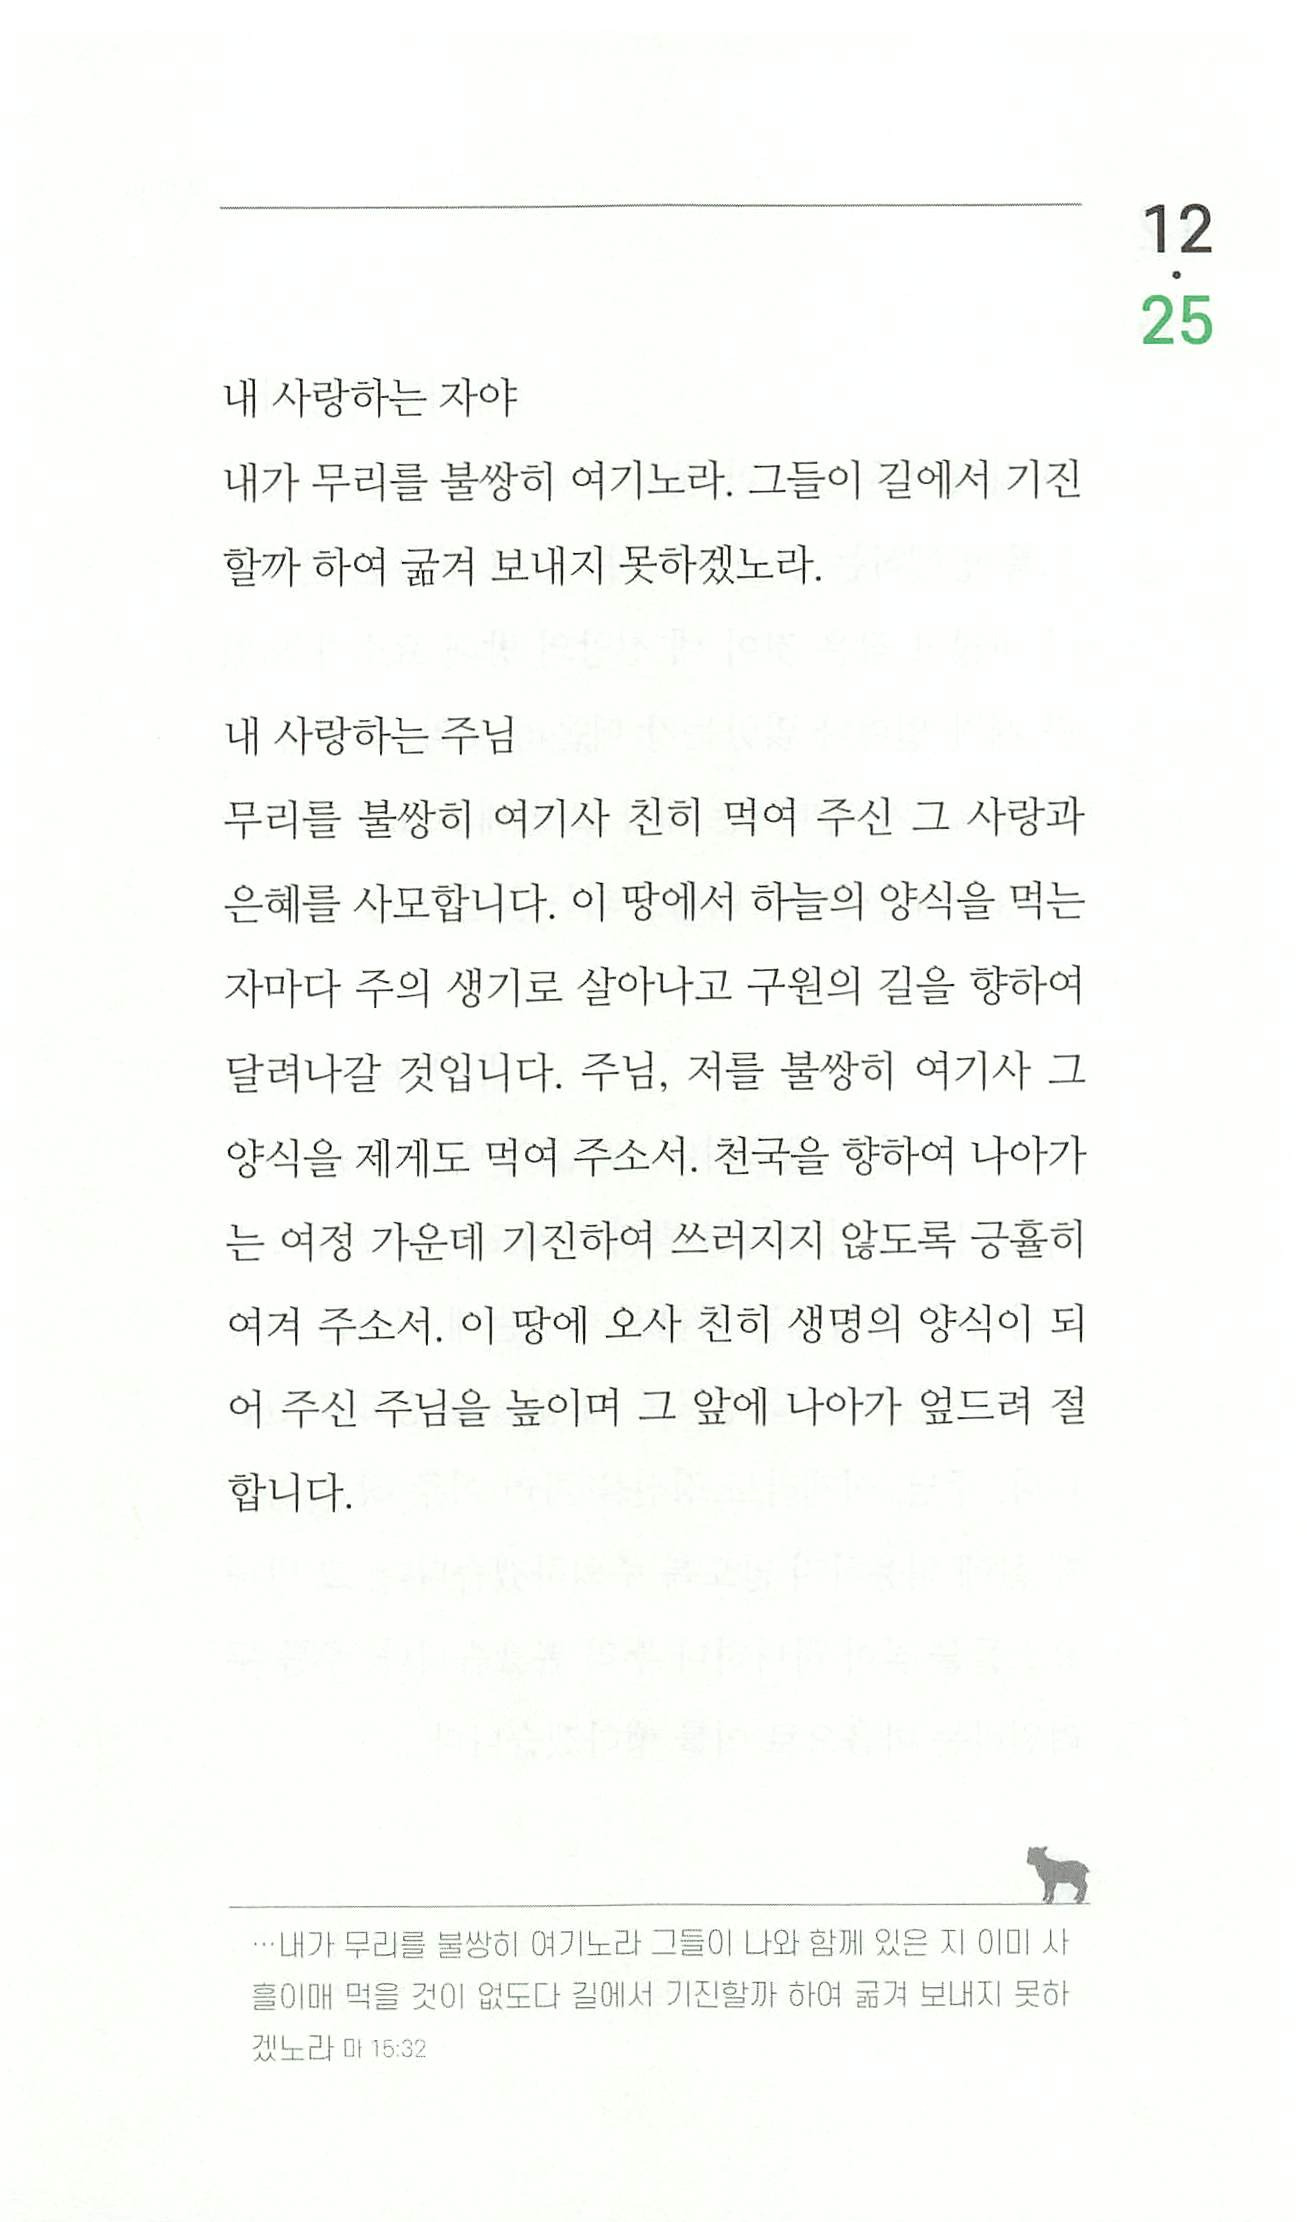 12
·
25
내 사랑하는 자야
내가 무리를 불쌍히 여기노라. 그들이 길에서 기진
할까 하여 굶겨 보내지 못하겠노라.
내 사랑하는 주님
무리를 불쌍히 여기사 친히 먹여 주신 그 사랑과
은혜를 사모합니다. 이 땅에서 하늘의 양식을 먹는
자마다 주의 생기로 살아나고 구원의 길을 향하여
달려나갈 것입니다. 주님, 저를 불쌍히 여기사 그
양식을 제게도 먹여 주소서. 천국을 향하여 나아가
는 여정 가운데 기진하여 쓰러지지 않도록 긍휼히
여겨 주소서. 이 땅에 오사 친히 생명의 양식이 되
어 주신 주님을 높이며 그 앞에 나아가 엎드려 절
합니다.
…내가 무리를 불쌍히 여기노라 그들이 나와 함께 있은 지 이미 사
흘이매 먹을 것이 없도다 길에서 기진할까 하여 굶겨 보내지 못하
겠노라 마 15:32